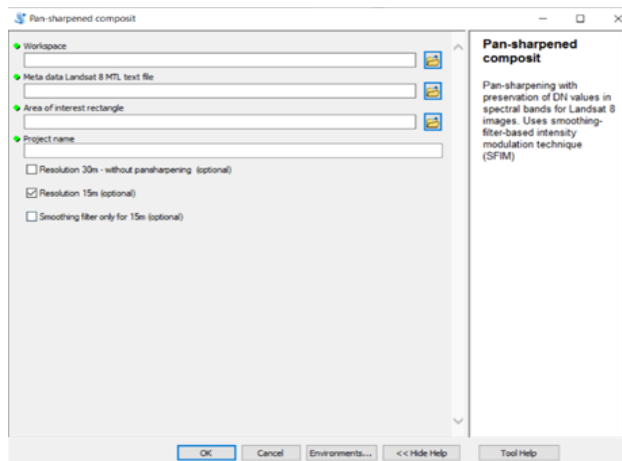 Pan-sharpened composit
Workspace
Meta data Landsat 8 MTL text file
Area of interest rectangle
Project name
Resolution 30m - without pansharpening (optional)
Resolution 15m (optional)
Smoothing filter only for 15m (optional)
OK
Cancel
Environments...
<< Hide Help
Tool Help
Pan-sharpened
composit
Pan-sharpening with
preservation of DN values in
spectral bands for Landsat 8
images. Uses smoothing-
filter-based intensity
modulation technique
(SFIM)